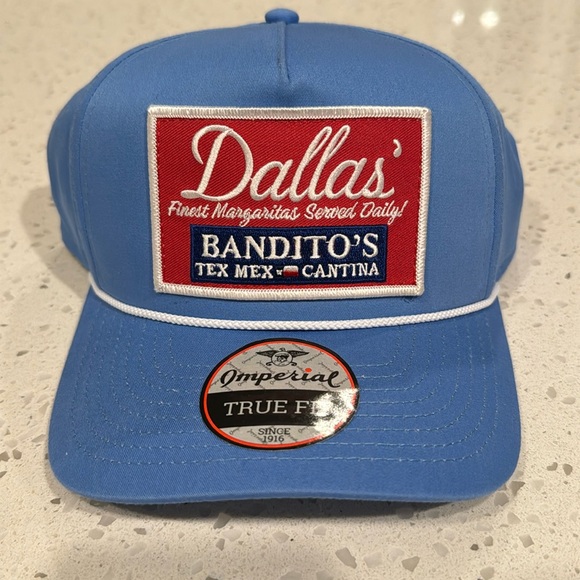 Dallas'
Finest Margaritas Served Daily!
BANDITO'S
TEX MEX CANTINA
Imperial
TRUE FIT
SINCE
1916